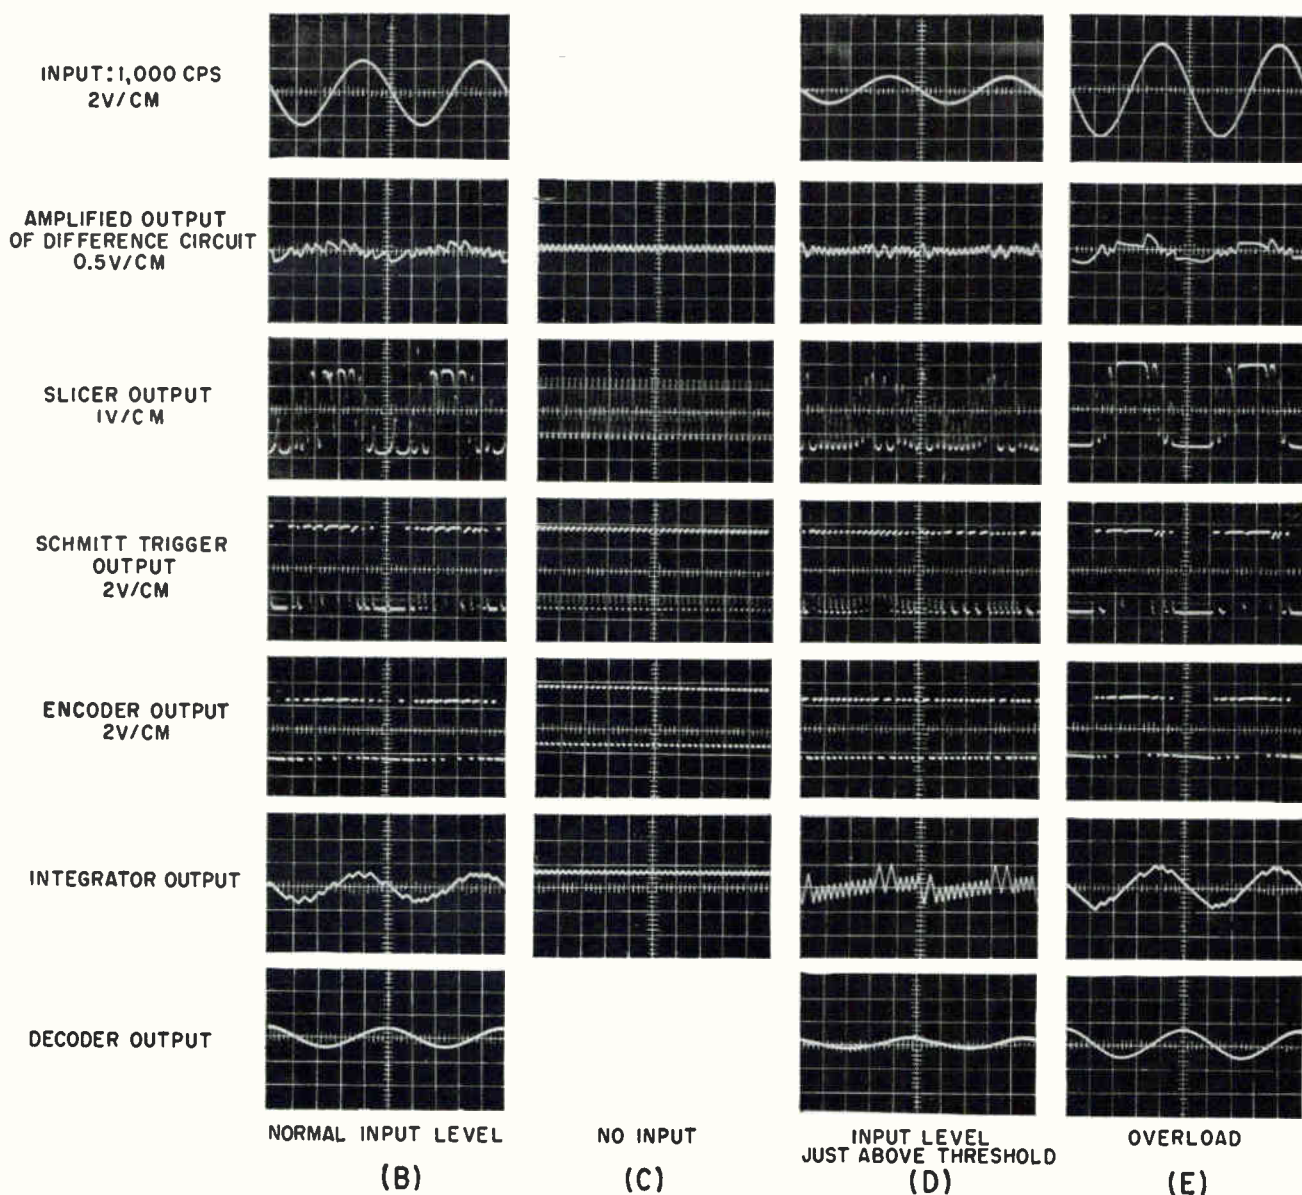 INPUT: 1,000 CPS
2V/CM
AMPLIFIED OUTPUT
OF DIFFERENCE CIRCUIT
0.5V/CM
SLICER OUTPUT
1V/CM
SCHMITT TRIGGER
OUTPUT
2V/CM
ENCODER OUTPUT
2V/CM
INTEGRATOR OUTPUT
DECODER OUTPUT
NORMAL INPUT LEVEL
(B)
NO INPUT
(C)
INPUT LEVEL
JUST ABOVE THRESHOLD
(D)
OVERLOAD
(E)